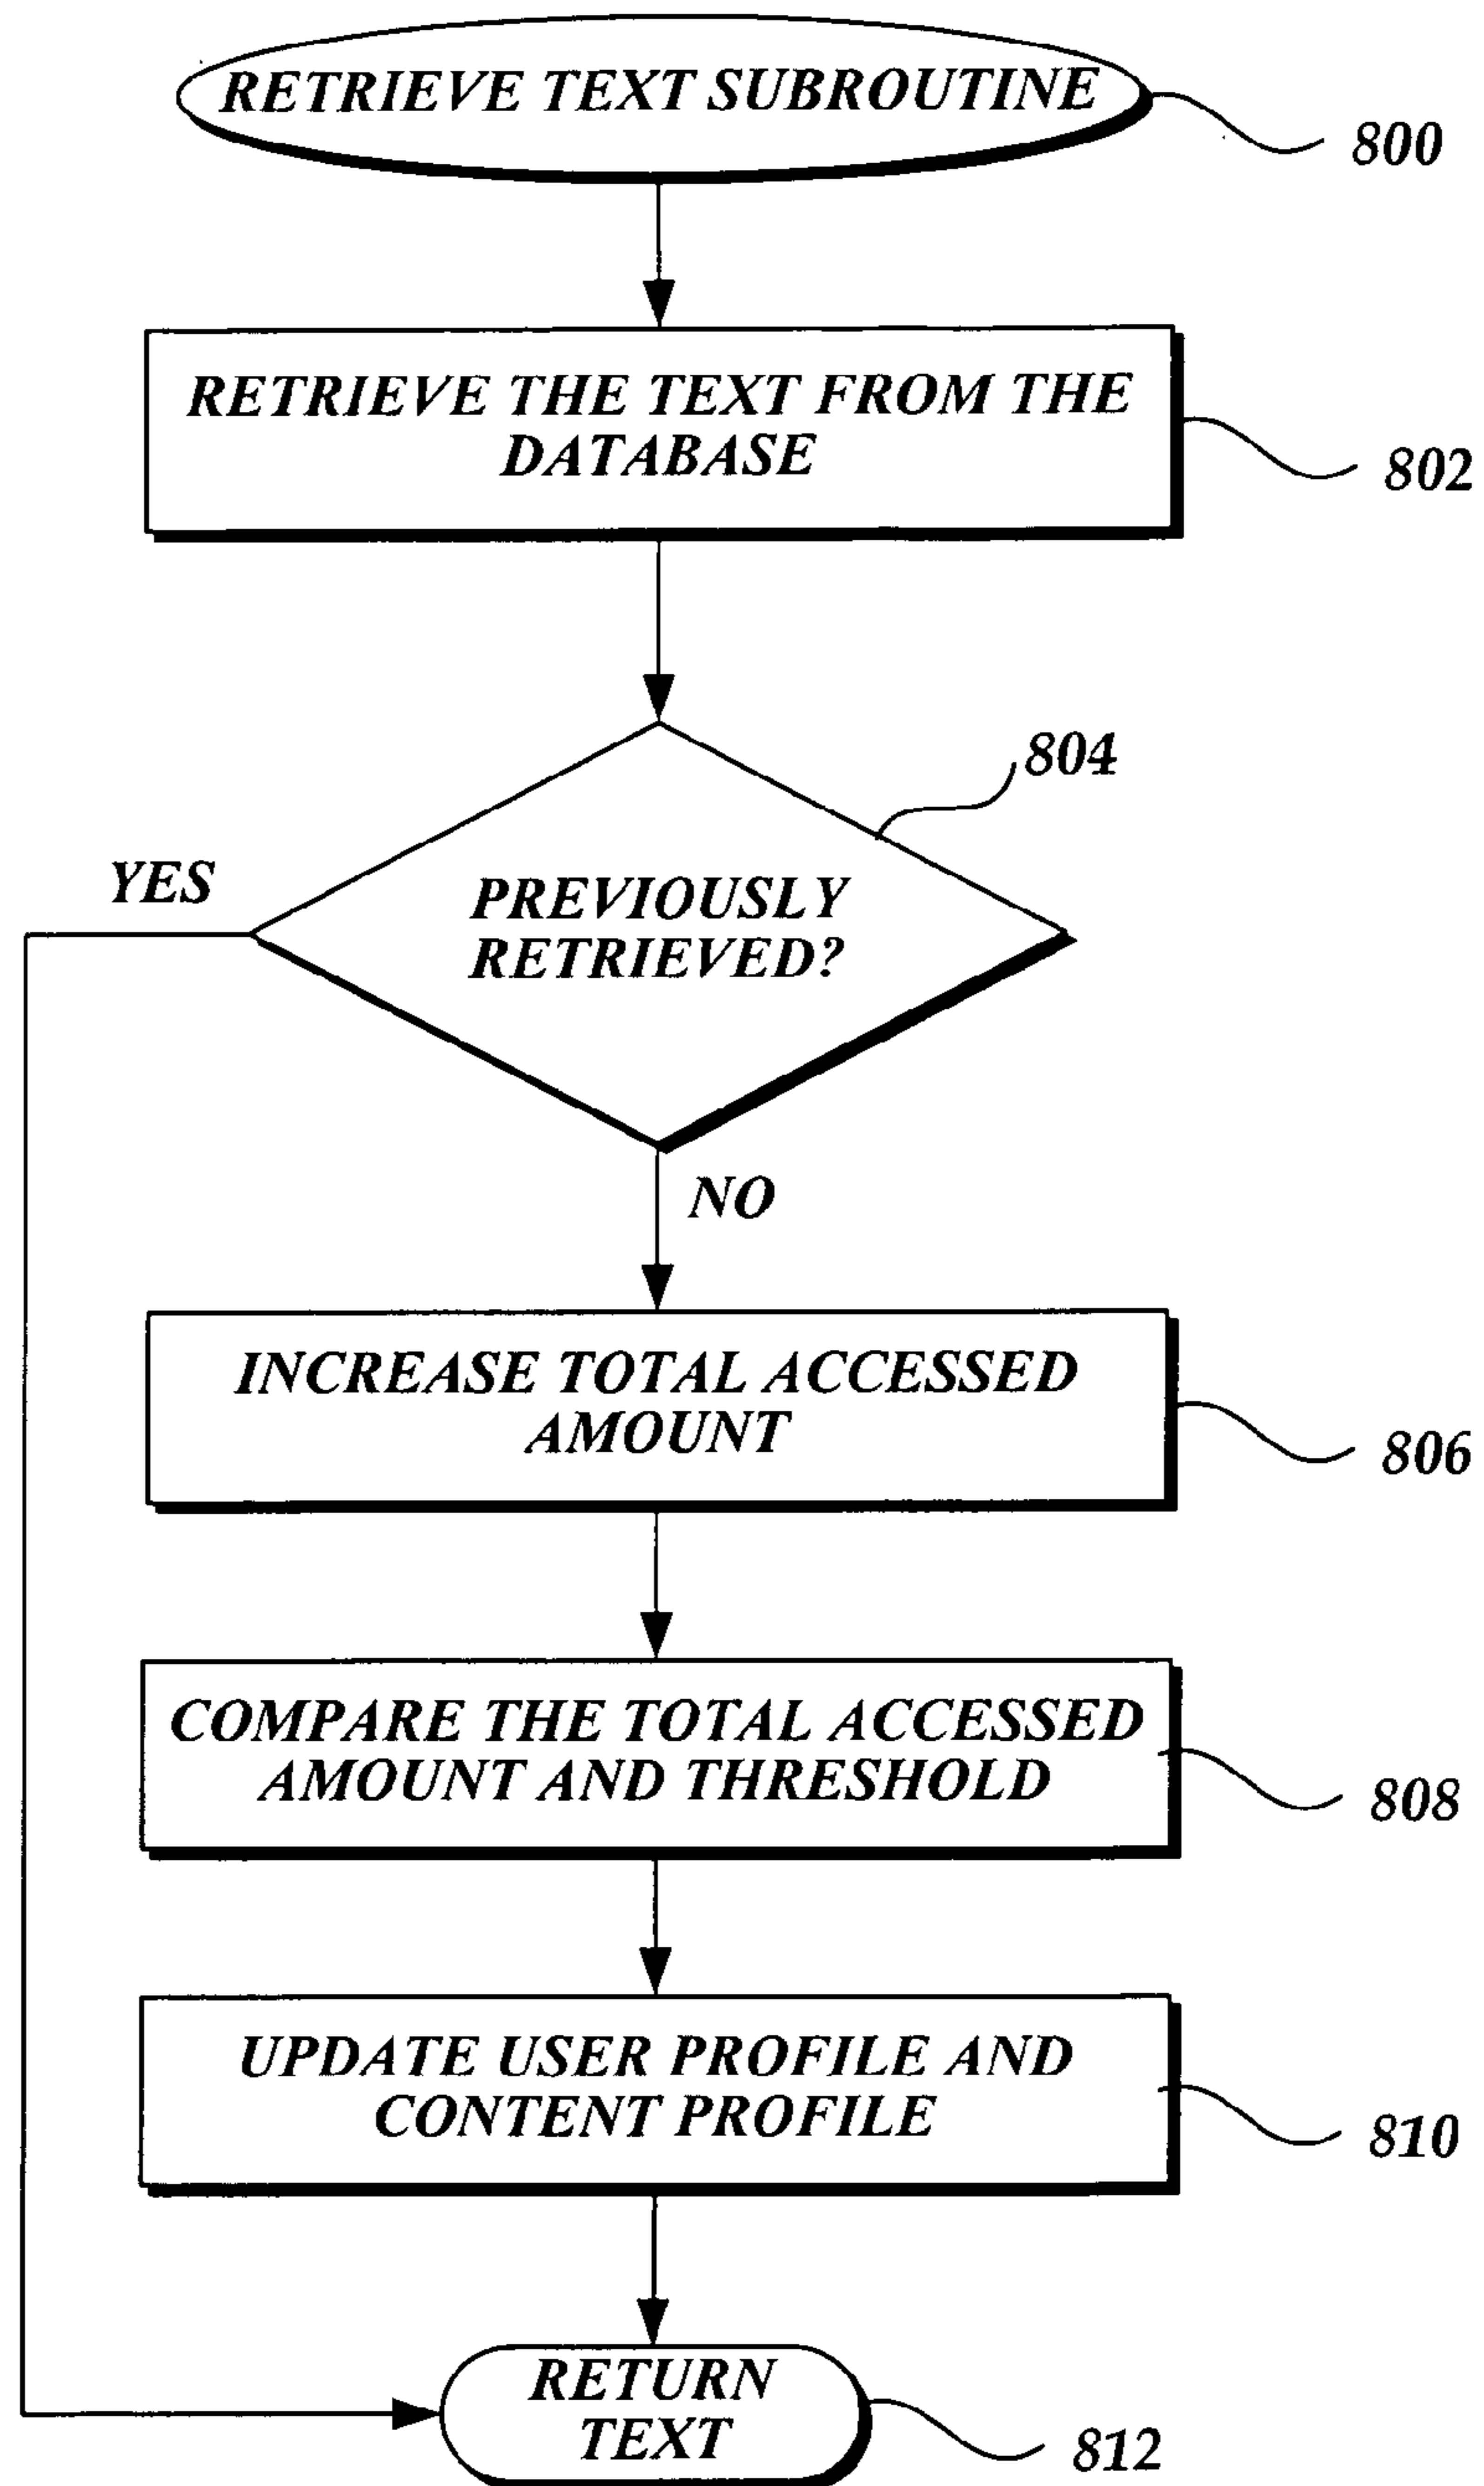 RETRIEVE TEXT SUBROUTINE
800
RETRIEVE THE TEXT FROM THE
DATABASE
802
804
YES
PREVIOUSLY
RETRIEVED?
NO
INCREASE TOTAL ACCESSED
AMOUNT
806
COMPARE THE TOTAL ACCESSED
AMOUNT AND THRESHOLD
808
UPDATE USER PROFILE AND
CONTENT PROFILE
810
RETURN
TEXT
812